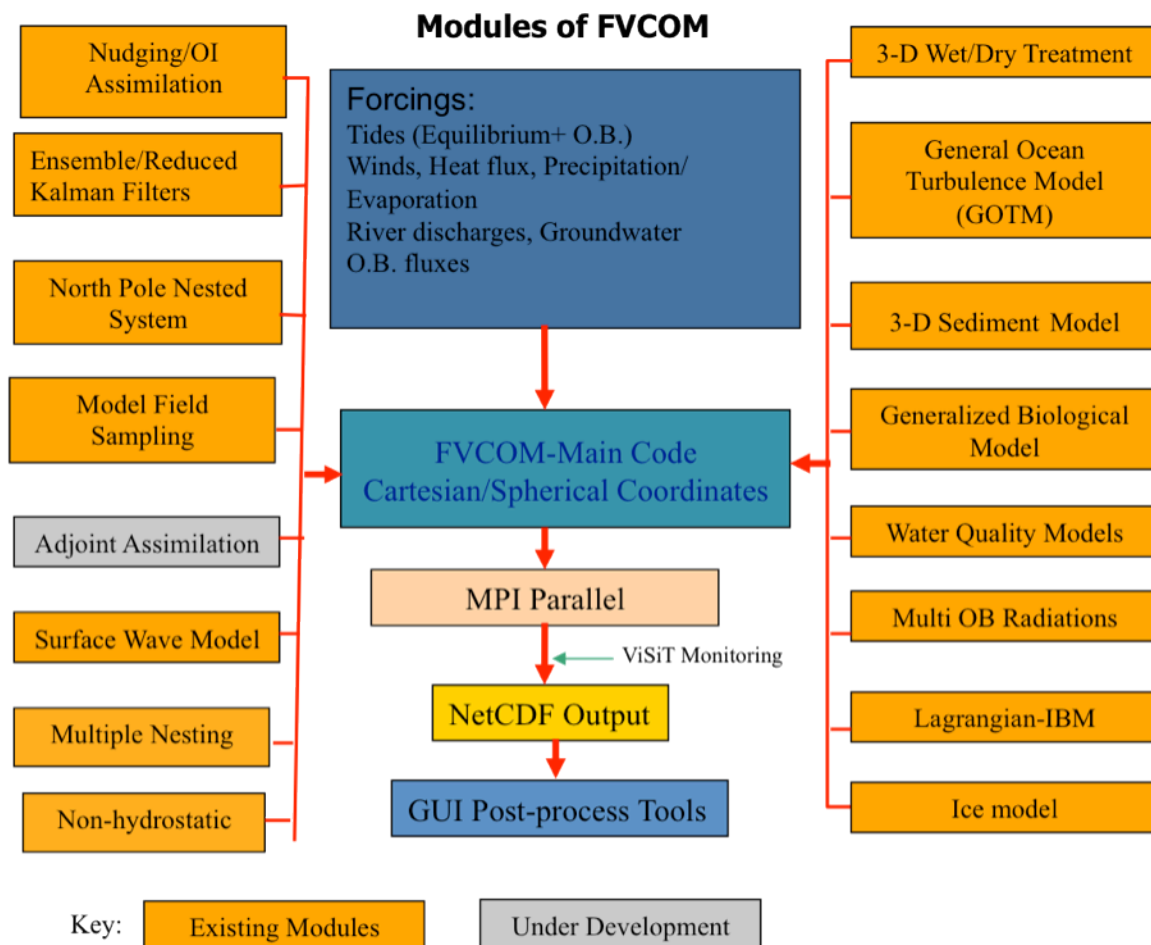 Modules of FVCOM
Nudging/OI
Assimilation
Ensemble/Reduced
Kalman Filters
North Pole Nested
System
Model Field
Sampling
Adjoint Assimilation
Surface Wave Model
Multiple Nesting
Non-hydrostatic
Forcings:
Tides (Equilibrium+ O.B.)
Winds, Heat flux, Precipitation/
Evaporation
River discharges, Groundwater
O.B. fluxes
FVCOM-Main Code
Cartesian/Spherical Coordinates
MPI Parallel
ViSiT Monitoring
NetCDF Output
GUI Post-process Tools
3-D Wet/Dry Treatment
General Ocean
Turbulence Model
(GOTM)
3-D Sediment Model
Generalized Biological
Model
Water Quality Models
Multi OB Radiations
Lagrangian-IBM
Ice model
Key:
Existing Modules
Under Development